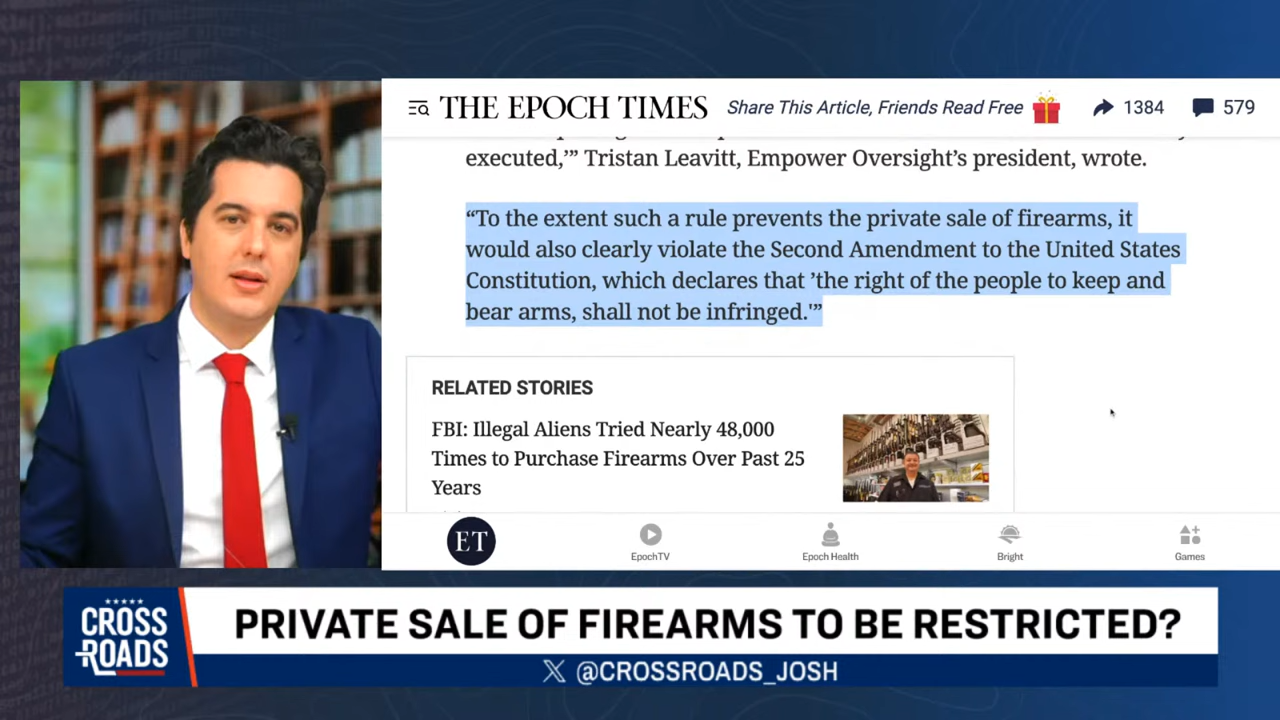 THE EPOCH TIMES
Share This Article, Friends Read Free
1384
579
executed,’” Tristan Leavitt, Empower Oversight’s president, wrote.
“To the extent such a rule prevents the private sale of firearms, it
would also clearly violate the Second Amendment to the United States
Constitution, which declares that ’the right of the people to keep and
bear arms, shall not be infringed.'”
RELATED STORIES
FBI: Illegal Aliens Tried Nearly 48,000
Times to Purchase Firearms Over Past 25
Years
ET
EpochTV
Epoch Health
Bright
Games
CROSS
ROADS
PRIVATE SALE OF FIREARMS TO BE RESTRICTED?
X @CROSSROADS_JOSH